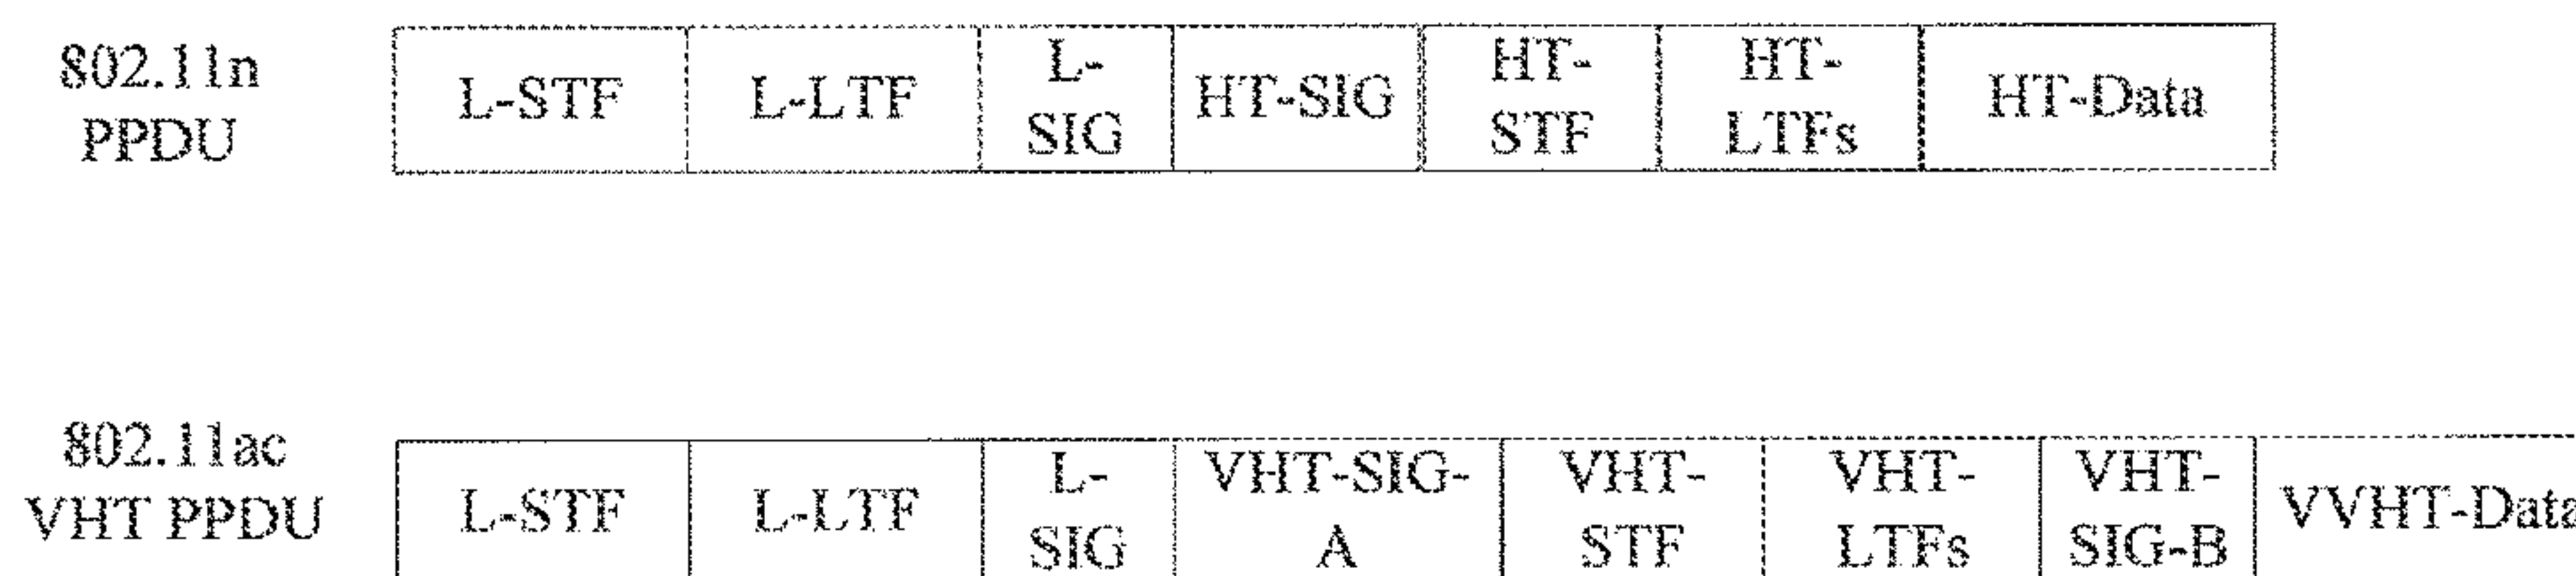 802.11n
PPDU
L-STF
L-LTF
L-
SIG
HT-SIG
HT-
STF
HT-
LTFs
HT-Data
802.11ac
VHT PPDU
L-STF
L-LTF
L-
SIG
VHT-SIG-
A
VHT-
STF
VHT-
LTFs
VHT-
SIG-B
VVHT-Data